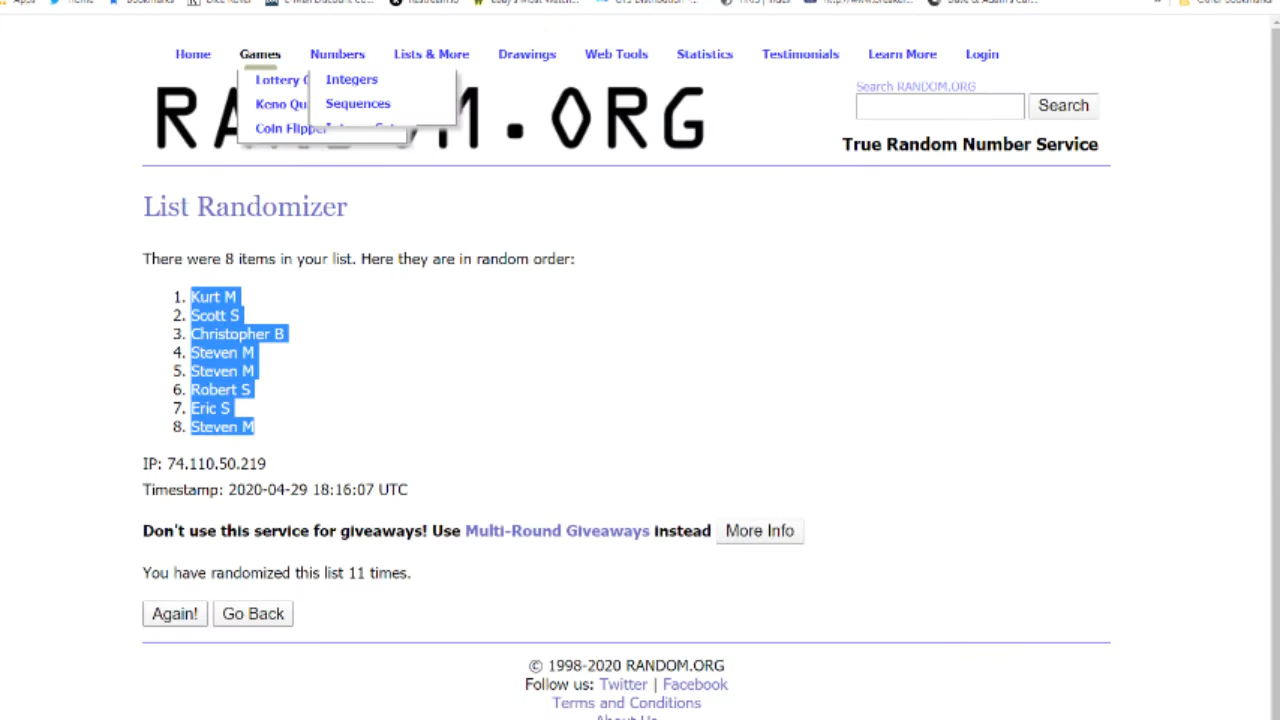 Home Games Numbers Lists & More Drawings Web Tools Statistics Testimonials Learn More Login
Lottery Integers
Keno Sequences
Coin Flipper
RANDOM.ORG
Search RANDOM.ORG
Search
True Random Number Service
List Randomizer
There were 8 items in your list. Here they are in random order:
1. Kurt M
2. Scott S
3. Christopher B
4. Steven M
5. Steven M
6. Robert S
7. Eric S
8. Steven M
IP: 74.110.50.219
Timestamp: 2020-04-29 18:16:07 UTC
Don't use this service for giveaways! Use Multi-Round Giveaways instead More Info
You have randomized this list 11 times.
Again! Go Back
© 1998-2020 RANDOM.ORG
Follow us: Twitter | Facebook
Terms and Conditions
About Us